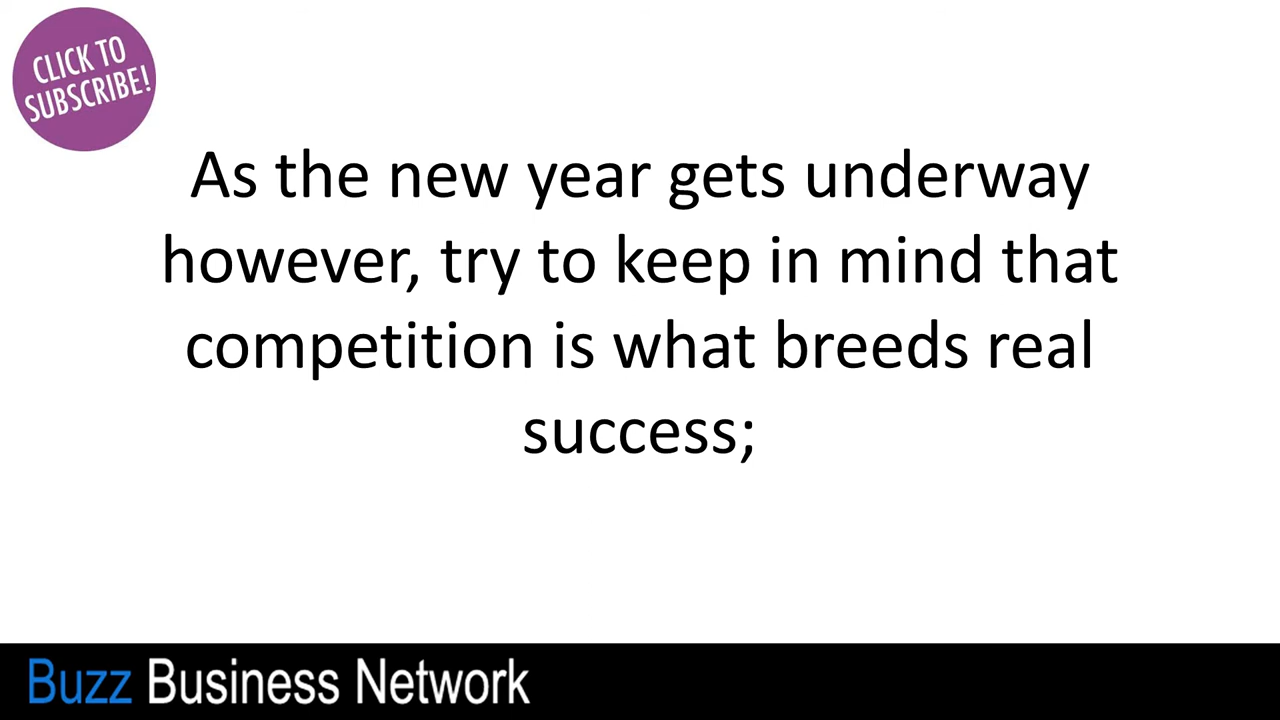 CLICK TO
SUBSCRIBE!
As the new year gets underway
however, try to keep in mind that
competition is what breeds real
success;
Buzz Business Network